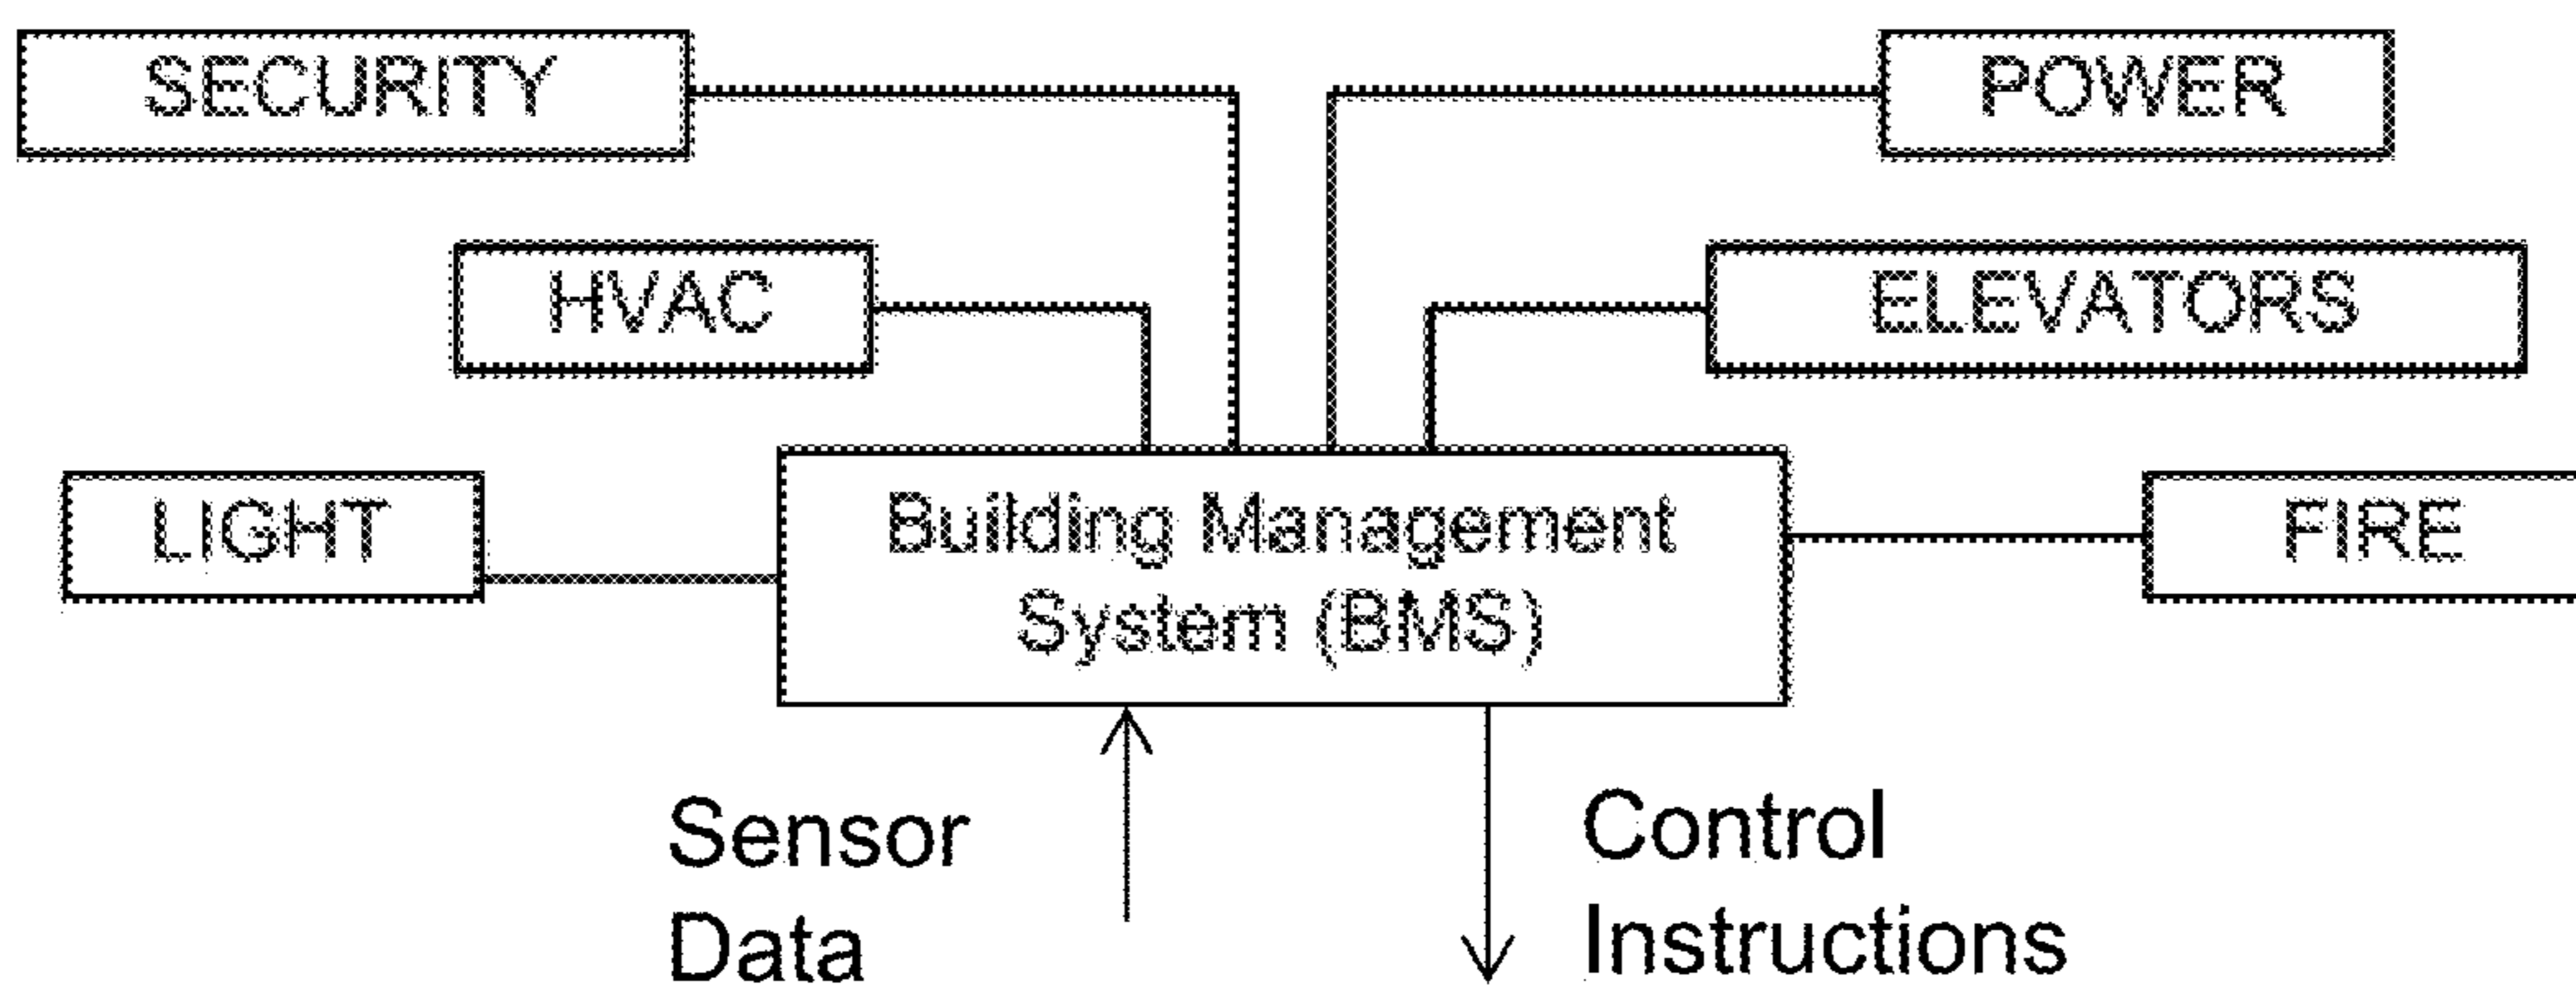 SECURITY
POWER
HVAC
ELEVATORS
LIGHT
Building Management
System (BMS)
FIRE
Sensor
Data
Control
Instructions